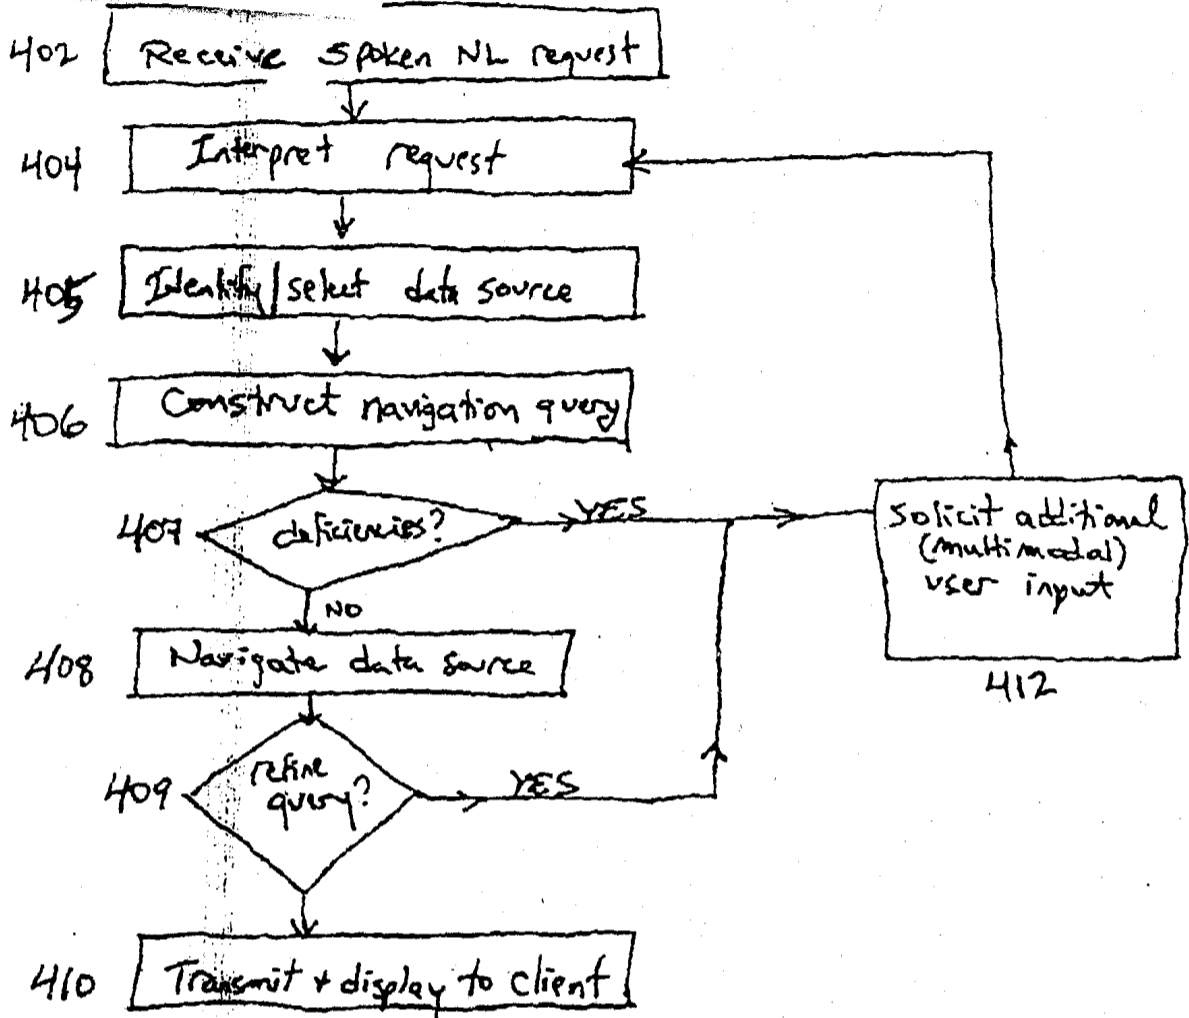 402 Receive Spoken NL request
404 Interpret request
405 Identify/select data source
406 Construct navigation query
407 deficiencies? YES
solicit additional
(multimodal)
user input
412
NO
408 Navigate data source
409 refine
query? YES
410 Transmit + display to client